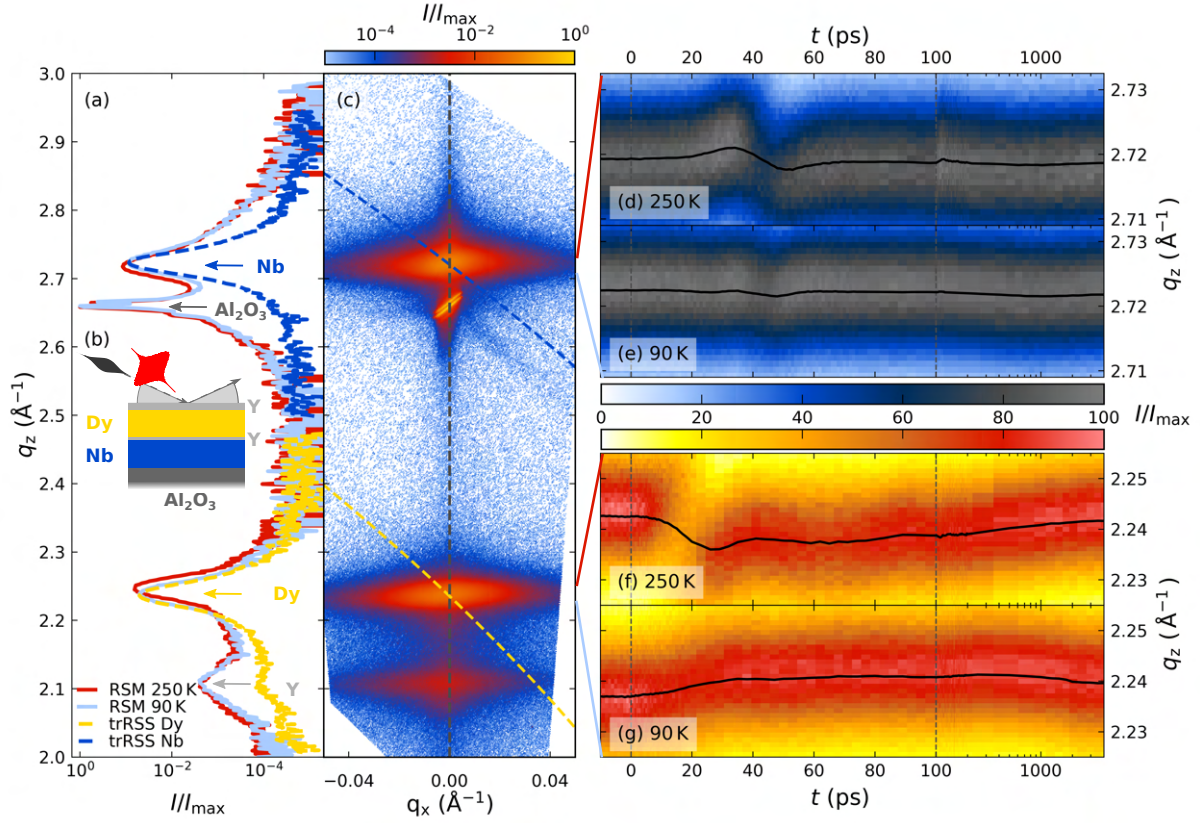 I/Imax
10⁻⁴ 10⁻² 10⁰
t (ps)
0 20 40 60 80 100 1000
(a)
(c)
3.0
2.9
2.8
2.7
2.6
2.5
2.4
2.3
2.2
2.1
2.0
qz (Å⁻¹)
Nb
Al₂O₃
(b)
Y
Dy
Y
Nb
Al₂O₃
Dy
Y
RSM 250 K
RSM 90 K
trRSS Dy
trRSS Nb
10⁰ 10⁻² 10⁻⁴
I/Imax
−0.04 0.00 0.04
qx (Å⁻¹)
2.73
2.72
(d) 250 K
2.71
2.73
2.72
(e) 90 K
2.71
qz (Å⁻¹)
0 20 40 60 80 100
I/Imax
2.25
2.24
(f) 250 K
2.23
2.25
2.24
(g) 90 K
2.23
qz (Å⁻¹)
0 20 40 60 80 100 1000
t (ps)